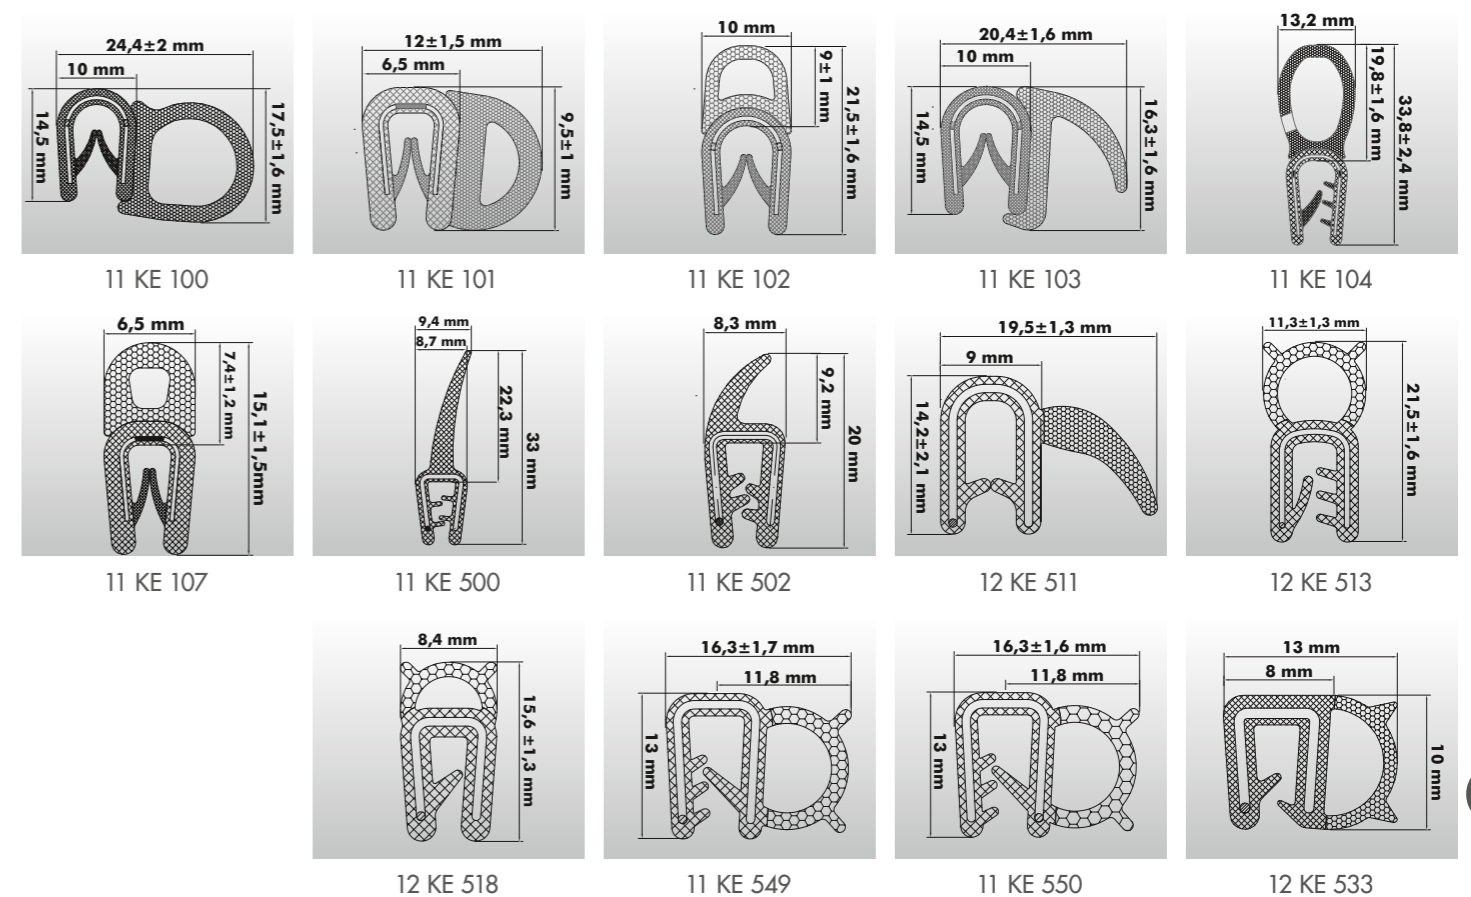 24,4±2 mm
10 mm
14,5 mm
17,5±1,6 mm
11 KE 100
12±1,5 mm
6,5 mm
9,5±1 mm
11 KE 101
10 mm
9±1 mm
21,5±1,6 mm
11 KE 102
20,4±1,6 mm
10 mm
14,5 mm
16,3±1,6 mm
11 KE 103
13,2 mm
19,8±1,6 mm
33,8±2,4 mm
11 KE 104
6,5 mm
7,4±1,2 mm
15,1±1,5mm
11 KE 107
9,4 mm
8,7 mm
22,3 mm
33 mm
11 KE 500
8,3 mm
9,2 mm
20 mm
11 KE 502
19,5±1,3 mm
9 mm
14,2±2,1 mm
12 KE 511
11,3±1,3 mm
21,5±1,6 mm
12 KE 513
8,4 mm
15,6 ±1,3 mm
12 KE 518
16,3±1,7 mm
11,8 mm
13 mm
11 KE 549
16,3±1,6 mm
11,8 mm
13 mm
11 KE 550
13 mm
8 mm
10 mm
12 KE 533